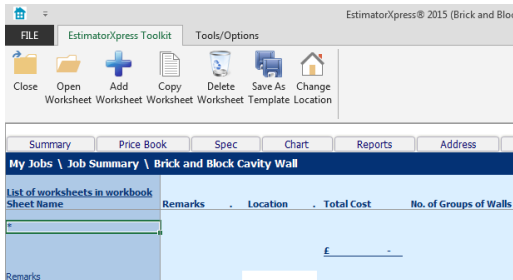 EstimatorXpress® 2015 (Brick and Bloc
FILE EstimatorXpress Toolkit Tools/Options
Close Open Worksheet Add Worksheet Copy Worksheet Delete Worksheet Save As Template Change Location
Summary Price Book Spec Chart Reports Address
My Jobs \ Job Summary \ Brick and Block Cavity Wall
List of worksheets in workbook
Sheet Name Remarks . Location . Total Cost No. of Groups of Walls
*
£ -
Remarks